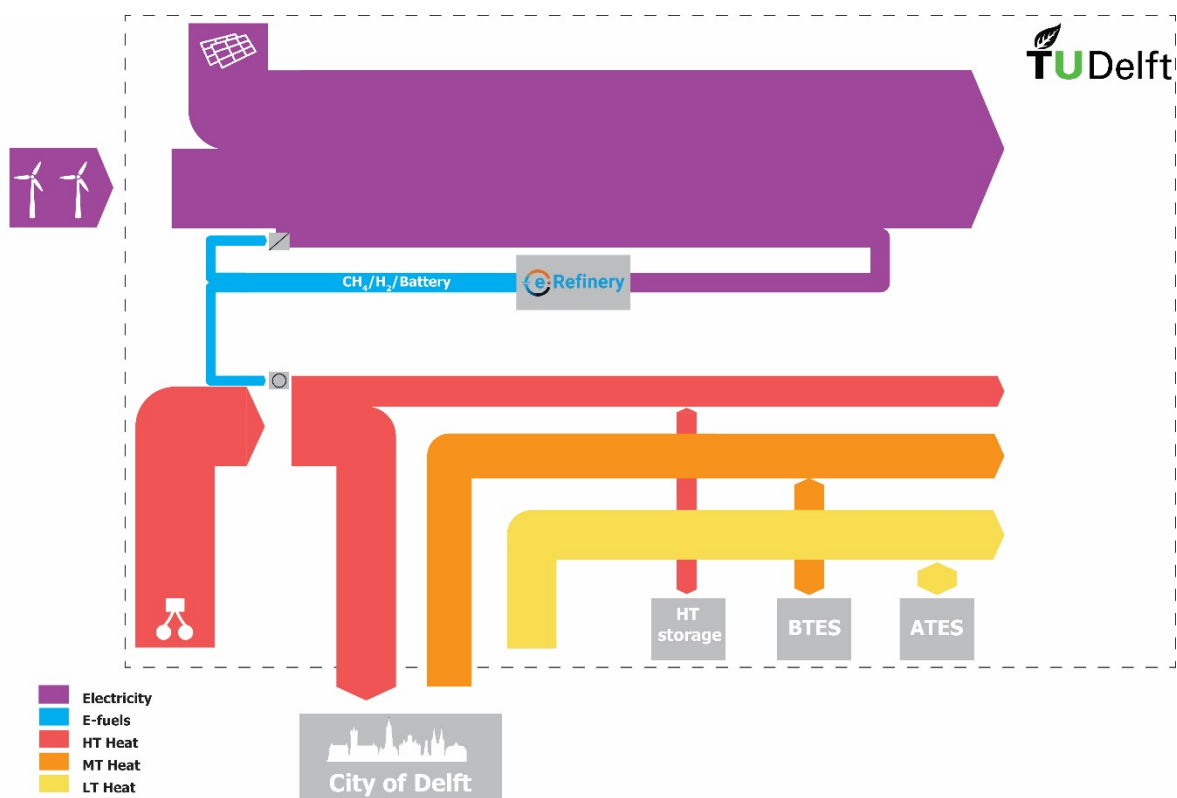 TUDelft
CH₄/H₂/Battery
e-Refinery
HT
storage
BTES
ATES
Electricity
E-fuels
HT Heat
MT Heat
LT Heat
City of Delft